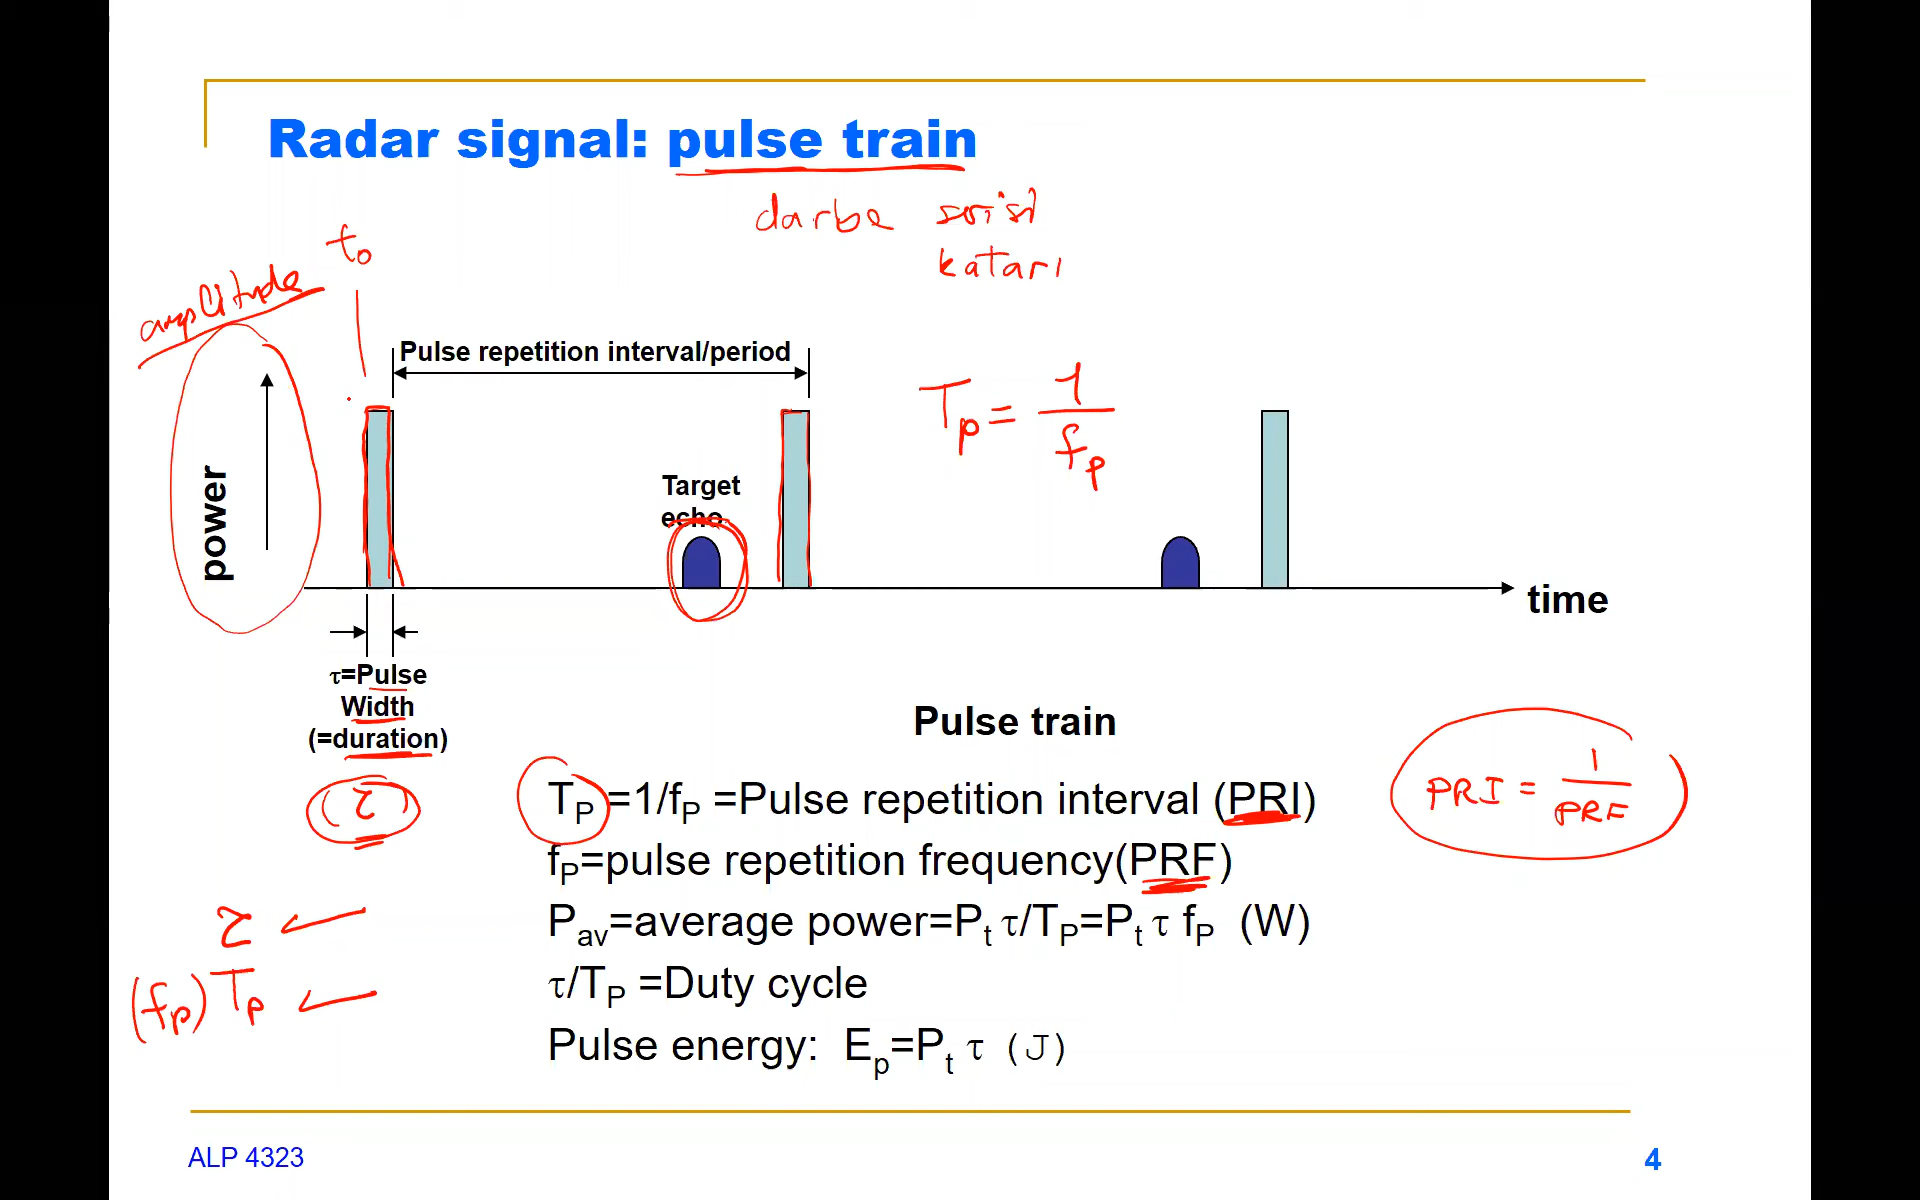 Radar signal: pulse train
darbe serisi
katarı
to
amplitude
Pulse repetition interval/period
Tp = 1/fp
power
Target
echo
time
τ=Pulse
Width
(=duration)
(τ)
Pulse train
TP =1/fP =Pulse repetition interval (PRI)
PRI = 1/PRF
fP=pulse repetition frequency(PRF)
Pav=average power=Pt τ/TP=Pt τ fP (W)
τ
τ/TP =Duty cycle
(fp) Tp
Pulse energy: Ep=Pt τ (J)
ALP 4323
4